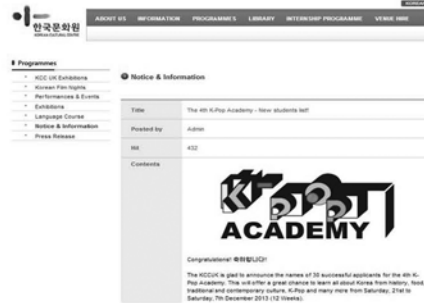 KOREAN
한국문화원
KOREAN CULTURAL CENTRE
ABOUT US INFORMATION PROGRAMMES LIBRARY INTERNSHIP PROGRAMME VENUE HIRE
Programmes
KCC UK Exhibitions
Korean Film Nights
Performances & Events
Exhibitions
Language Course
Notice & Information
Press Release
Notice & Information
Title The 4th K-Pop Academy - New students list!
Posted by Admin
Hit 432
Contents
K-POP
ACADEMY
Congratulations! 축하합니다!
The KCCUK is glad to announce the names of 30 successful applicants for the 4th K-
Pop Academy. This will offer a great chance to learn all about Korea from history, food,
traditional and contemporary culture, K-Pop and many more from Saturday, 21st to
Saturday, 7th December 2013 (12 Weeks).